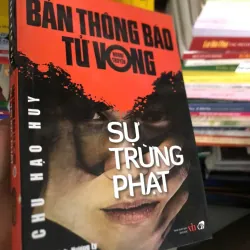 BẢN THÔNG BÁO
TỬ VONG
SỰ
TRỪNG
PHẠT
CHU HẠO HUY